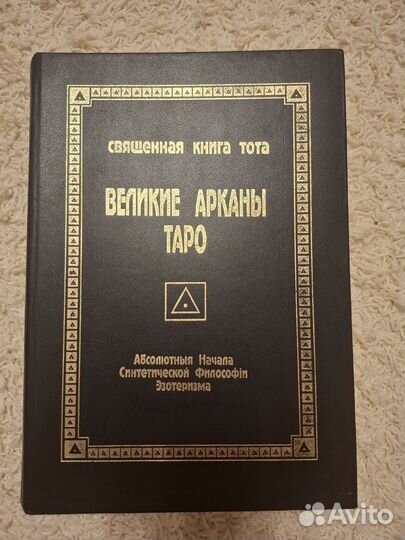 СВЯЩЕННАЯ КНИГА ТОТА
ВЕЛИКИЕ АРКАНЫ
ТАРО
Абсолютныя Начала
Синтетической Философіи
Эзотеризма
Avito